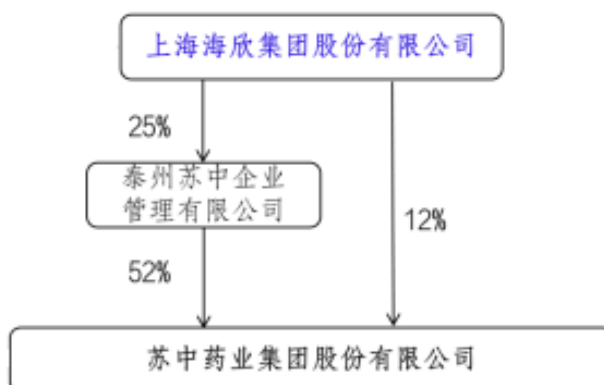 上海海欣集团股份有限公司
25%
泰州苏中企业
管理有限公司
12%
52%
苏中药业集团股份有限公司